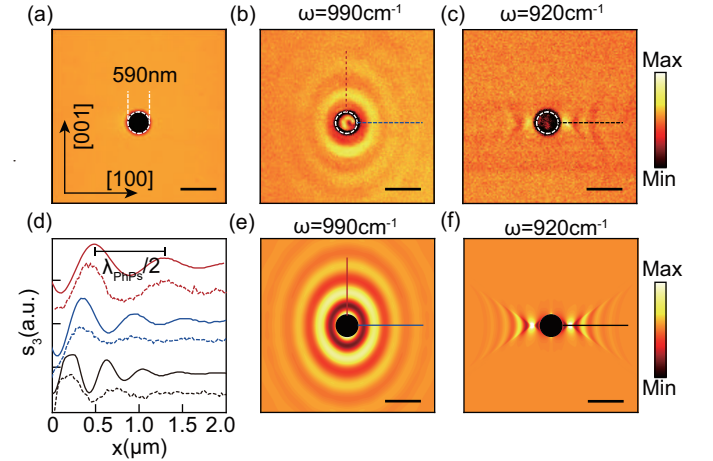 (a)
590nm
[001]
[100]
(b)
ω=990cm⁻¹
(c)
ω=920cm⁻¹
Max
Min
(d)
λPhPs/2
s₃(a.u.)
0 0.5 1.0 1.5 2.0
x(μm)
(e)
ω=990cm⁻¹
(f)
ω=920cm⁻¹
Max
Min